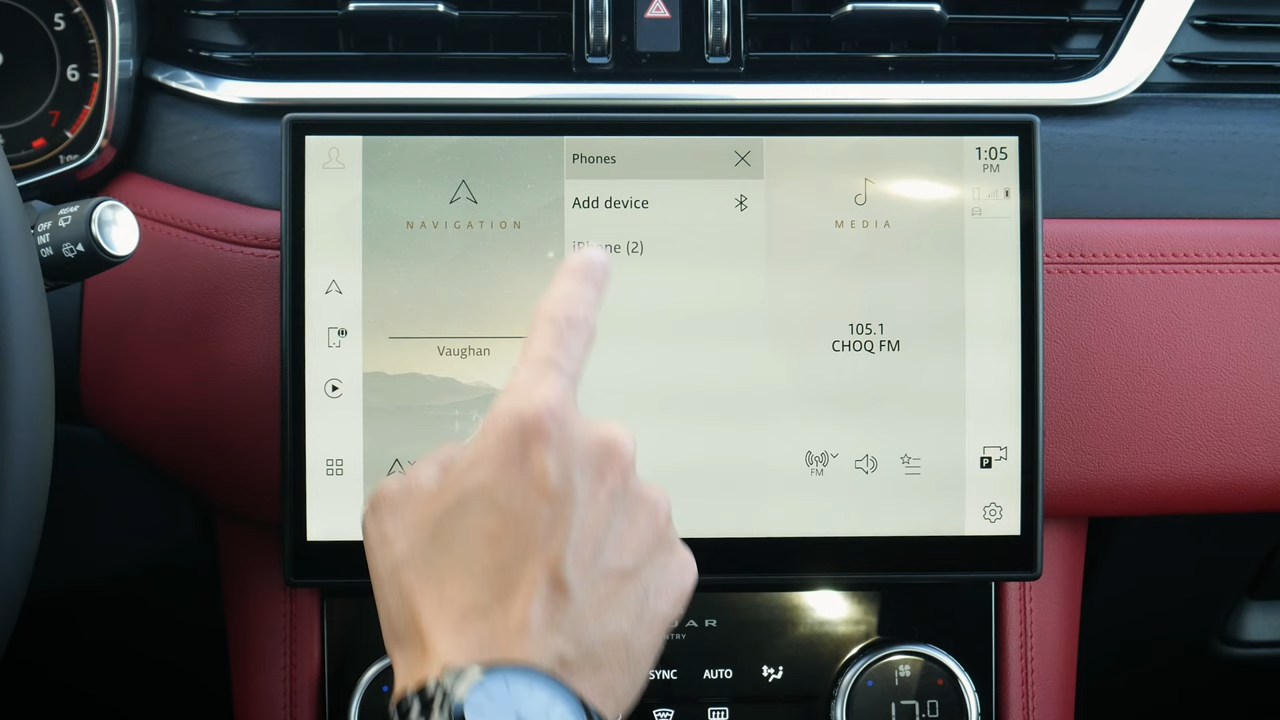 5
6
7
REAR
OFF
INT
ON
NAVIGATION
Vaughan
Phones
Add device
iPhone (2)
MEDIA
105.1
CHOQ FM
FM
1:05
PM
P
SYNC
AUTO